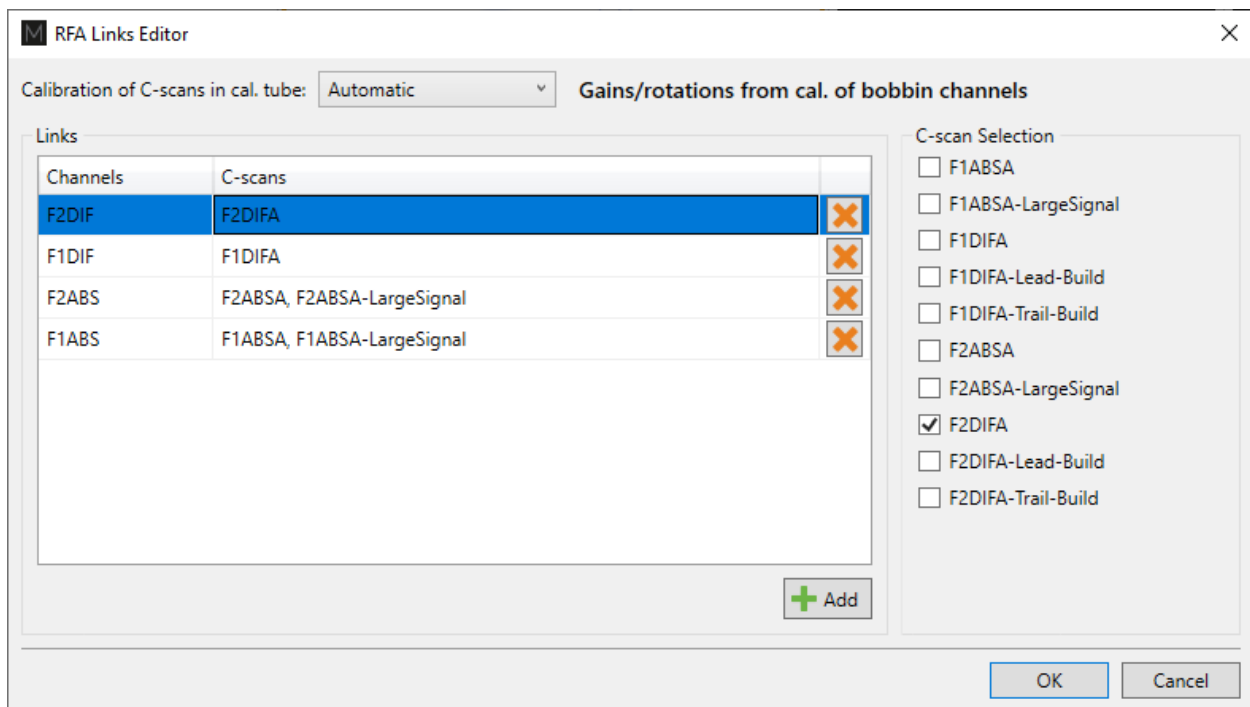 M RFA Links Editor
Calibration of C-scans in cal. tube: Automatic Gains/rotations from cal. of bobbin channels
Links
Channels C-scans
F2DIF F2DIFA
F1DIF F1DIFA
F2ABS F2ABSA, F2ABSA-LargeSignal
F1ABS F1ABSA, F1ABSA-LargeSignal
Add
C-scan Selection
F1ABSA
F1ABSA-LargeSignal
F1DIFA
F1DIFA-Lead-Build
F1DIFA-Trail-Build
F2ABSA
F2ABSA-LargeSignal
F2DIFA
F2DIFA-Lead-Build
F2DIFA-Trail-Build
OK Cancel